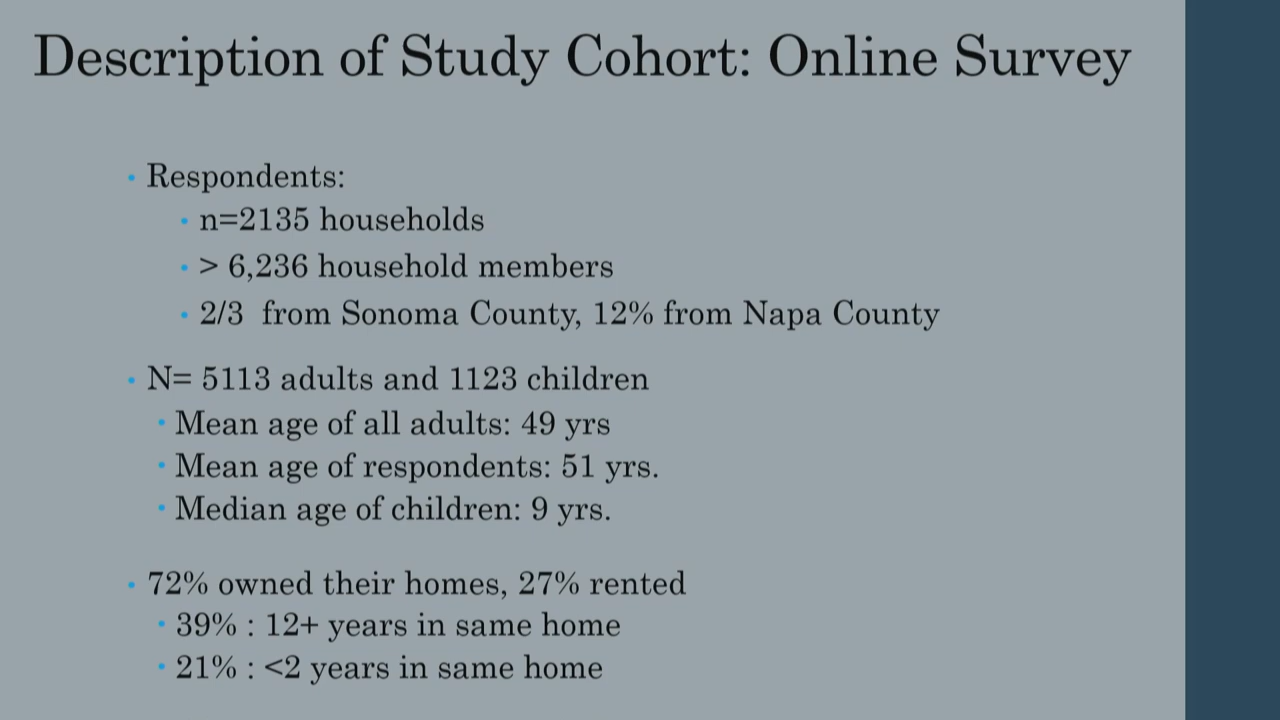 Description of Study Cohort: Online Survey
• Respondents:
• n=2135 households
• > 6,236 household members
• 2/3 from Sonoma County, 12% from Napa County
• N= 5113 adults and 1123 children
• Mean age of all adults: 49 yrs
• Mean age of respondents: 51 yrs.
• Median age of children: 9 yrs.
• 72% owned their homes, 27% rented
• 39% : 12+ years in same home
• 21% : <2 years in same home